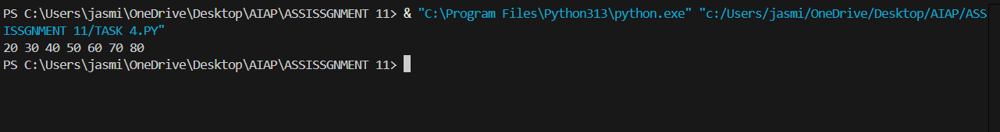 PS C:\Users\jasmi\OneDrive\Desktop\AIAP\ASSISSGNMENT 11> & "C:\Program Files\Python313\python.exe" "c:/Users/jasmi/OneDrive/Desktop/AIAP/ASS
ISSGNMENT 11/TASK 4.PY"
20 30 40 50 60 70 80
PS C:\Users\jasmi\OneDrive\Desktop\AIAP\ASSISSGNMENT 11>